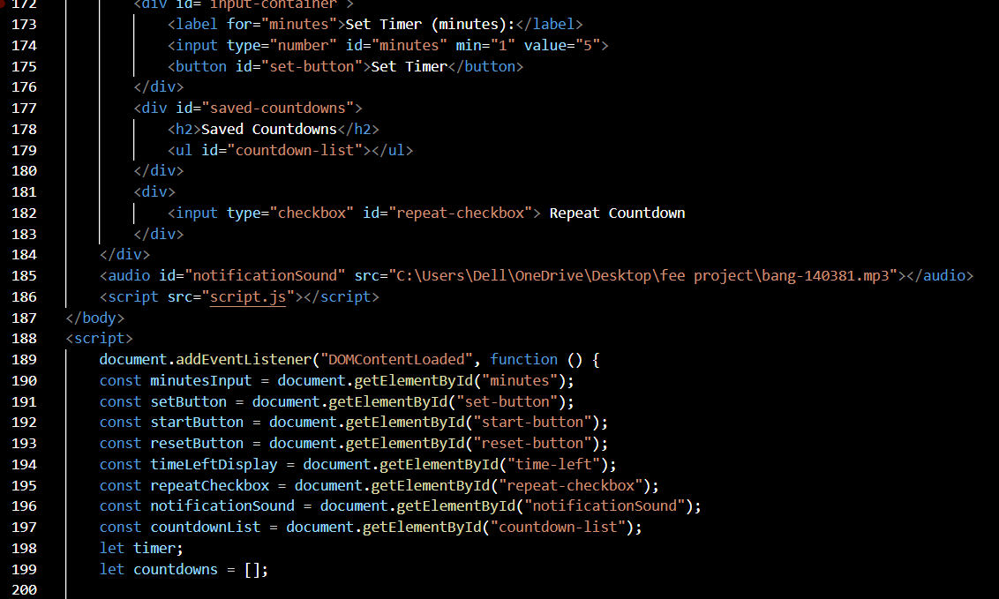 172 <div id="input-container">
173 <label for="minutes">Set Timer (minutes):</label>
174 <input type="number" id="minutes" min="1" value="5">
175 <button id="set-button">Set Timer</button>
176 </div>
177 <div id="saved-countdowns">
178 <h2>Saved Countdowns</h2>
179 <ul id="countdown-list"></ul>
180 </div>
181 <div>
182 <input type="checkbox" id="repeat-checkbox"> Repeat Countdown
183 </div>
184 </div>
185 <audio id="notificationSound" src="C:\Users\Dell\OneDrive\Desktop\fee project\bang-140381.mp3"></audio>
186 <script src="script.js"></script>
187 </body>
188 <script>
189 document.addEventListener("DOMContentLoaded", function () {
190 const minutesInput = document.getElementById("minutes");
191 const setButton = document.getElementById("set-button");
192 const startButton = document.getElementById("start-button");
193 const resetButton = document.getElementById("reset-button");
194 const timeLeftDisplay = document.getElementById("time-left");
195 const repeatCheckbox = document.getElementById("repeat-checkbox");
196 const notificationSound = document.getElementById("notificationSound");
197 const countdownList = document.getElementById("countdown-list");
198 let timer;
199 let countdowns = [];
200